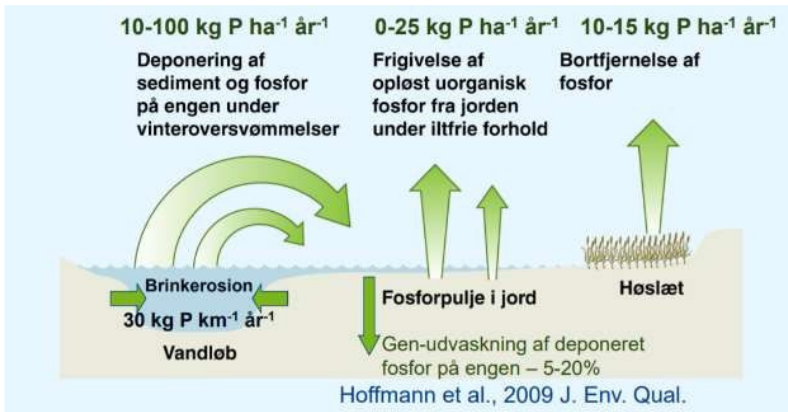 10-100 kg P ha⁻¹ år⁻¹
Deponering af
sediment og fosfor
på engen under
vinteroversvømmelser
0-25 kg P ha⁻¹ år⁻¹
Frigivelse af
opløst uorganisk
fosfor fra jorden
under iltfrie forhold
10-15 kg P ha⁻¹ år⁻¹
Bortfjernelse af
fosfor
Brinkerosion
30 kg P km⁻¹ år⁻¹
Vandløb
Fosforpulje i jord
Høslæt
Gen-udvaskning af deponeret
fosfor på engen – 5-20%
Hoffmann et al., 2009 J. Env. Qual.